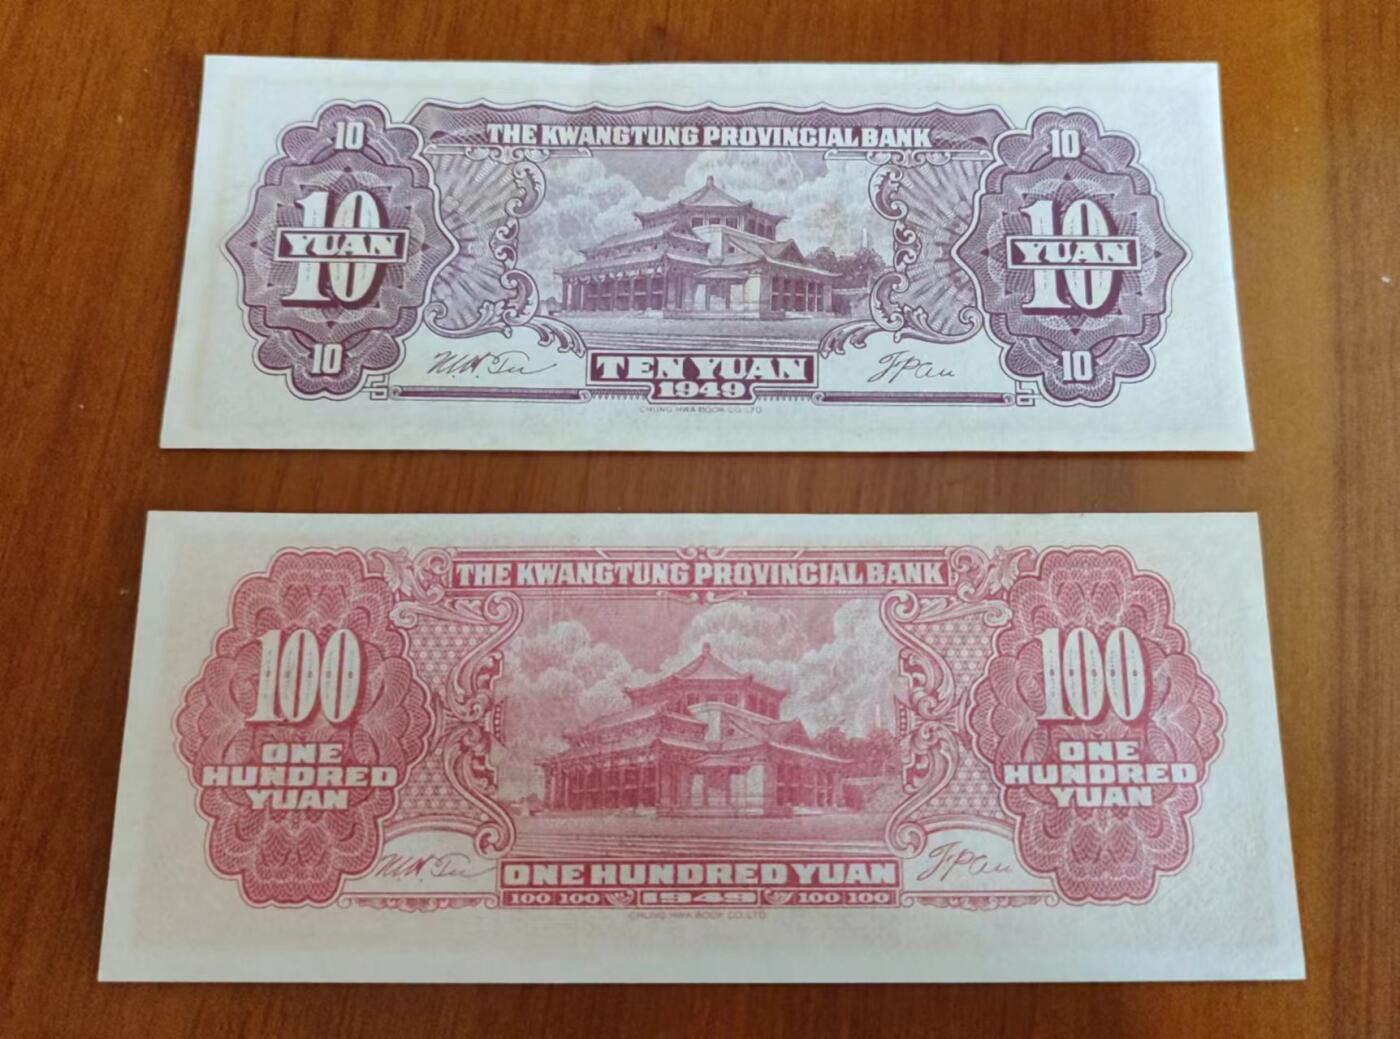 THE KWANGTUNG PROVINCIAL BANK
10
10
10
YUAN
10
YUAN
10
10
TEN YUAN
1949
CHUNG HWA BOOK CO. LTD
THE KWANGTUNG PROVINCIAL BANK
100
ONE
HUNDRED
YUAN
100
ONE
HUNDRED
YUAN
ONE HUNDRED YUAN
100 100 1949 100 100
CHUNG HWA BOOK CO. LTD